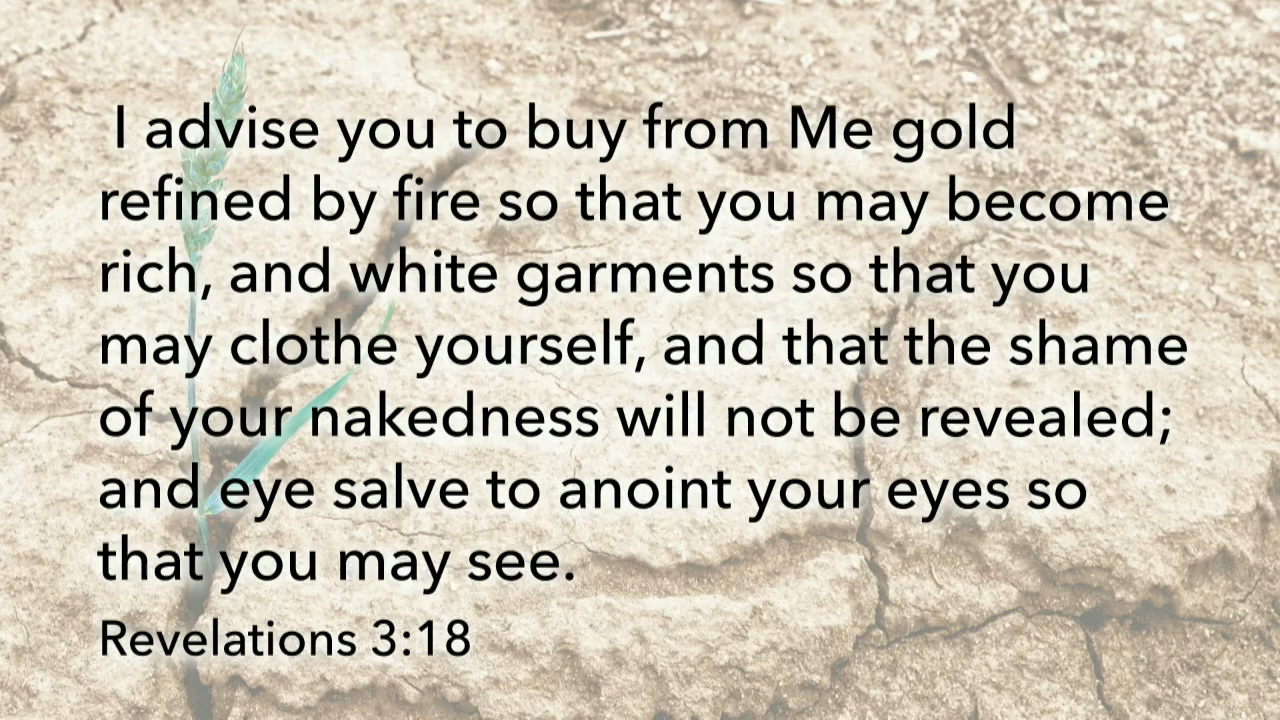 I advise you to buy from Me gold
refined by fire so that you may become
rich, and white garments so that you
may clothe yourself, and that the shame
of your nakedness will not be revealed;
and eye salve to anoint your eyes so
that you may see.
Revelations 3:18